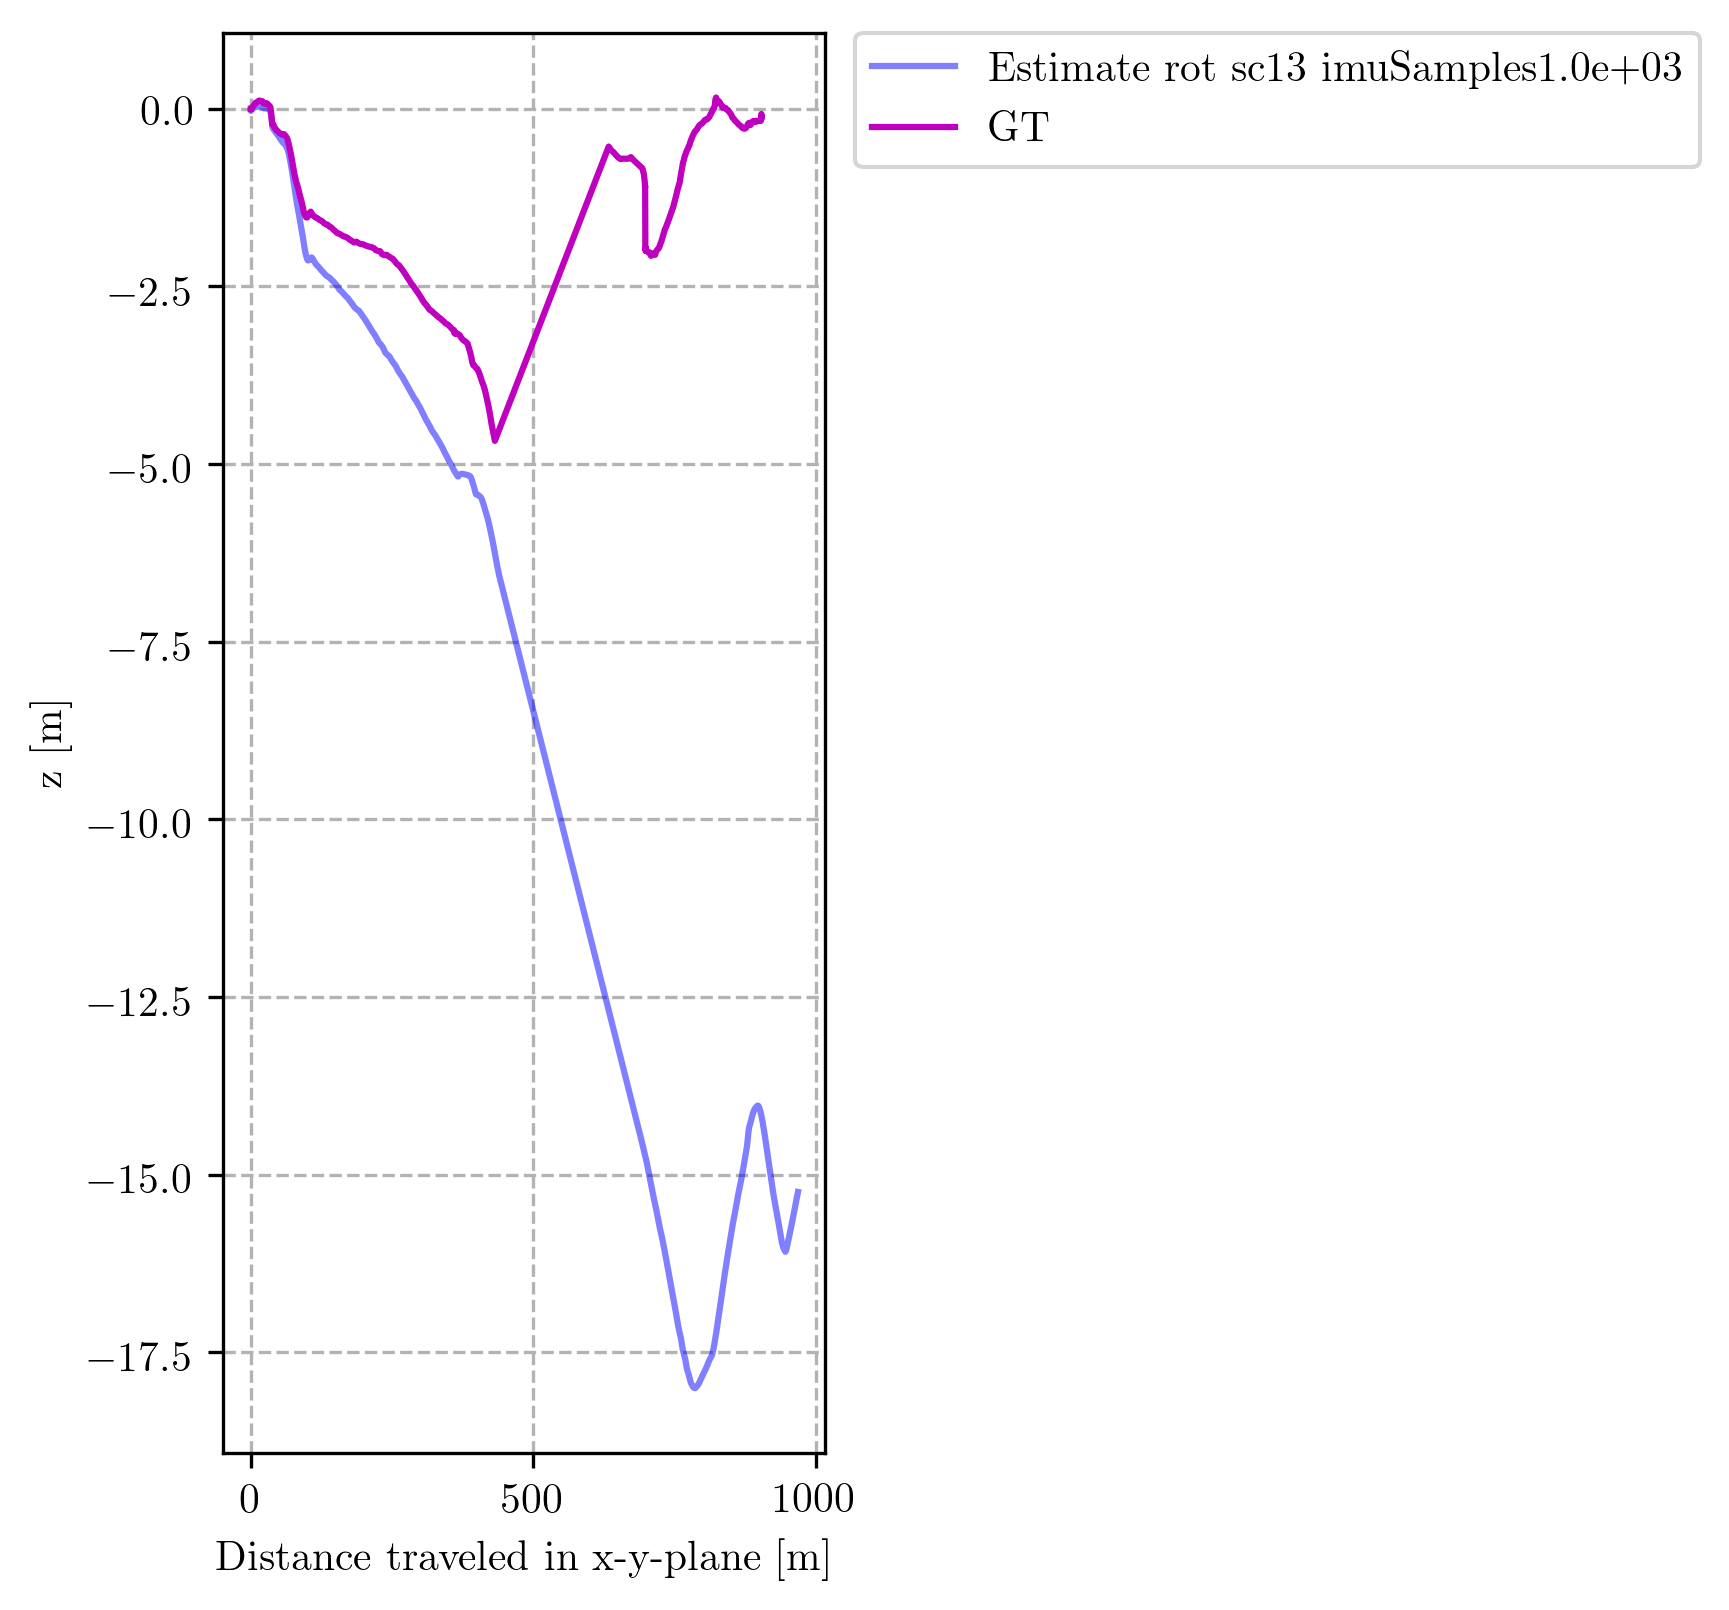 Estimate rot sc13 imuSamples1.0e+03
GT
0.0
−2.5
−5.0
−7.5
−10.0
−12.5
−15.0
−17.5
z [m]
0 500 1000
Distance traveled in x-y-plane [m]